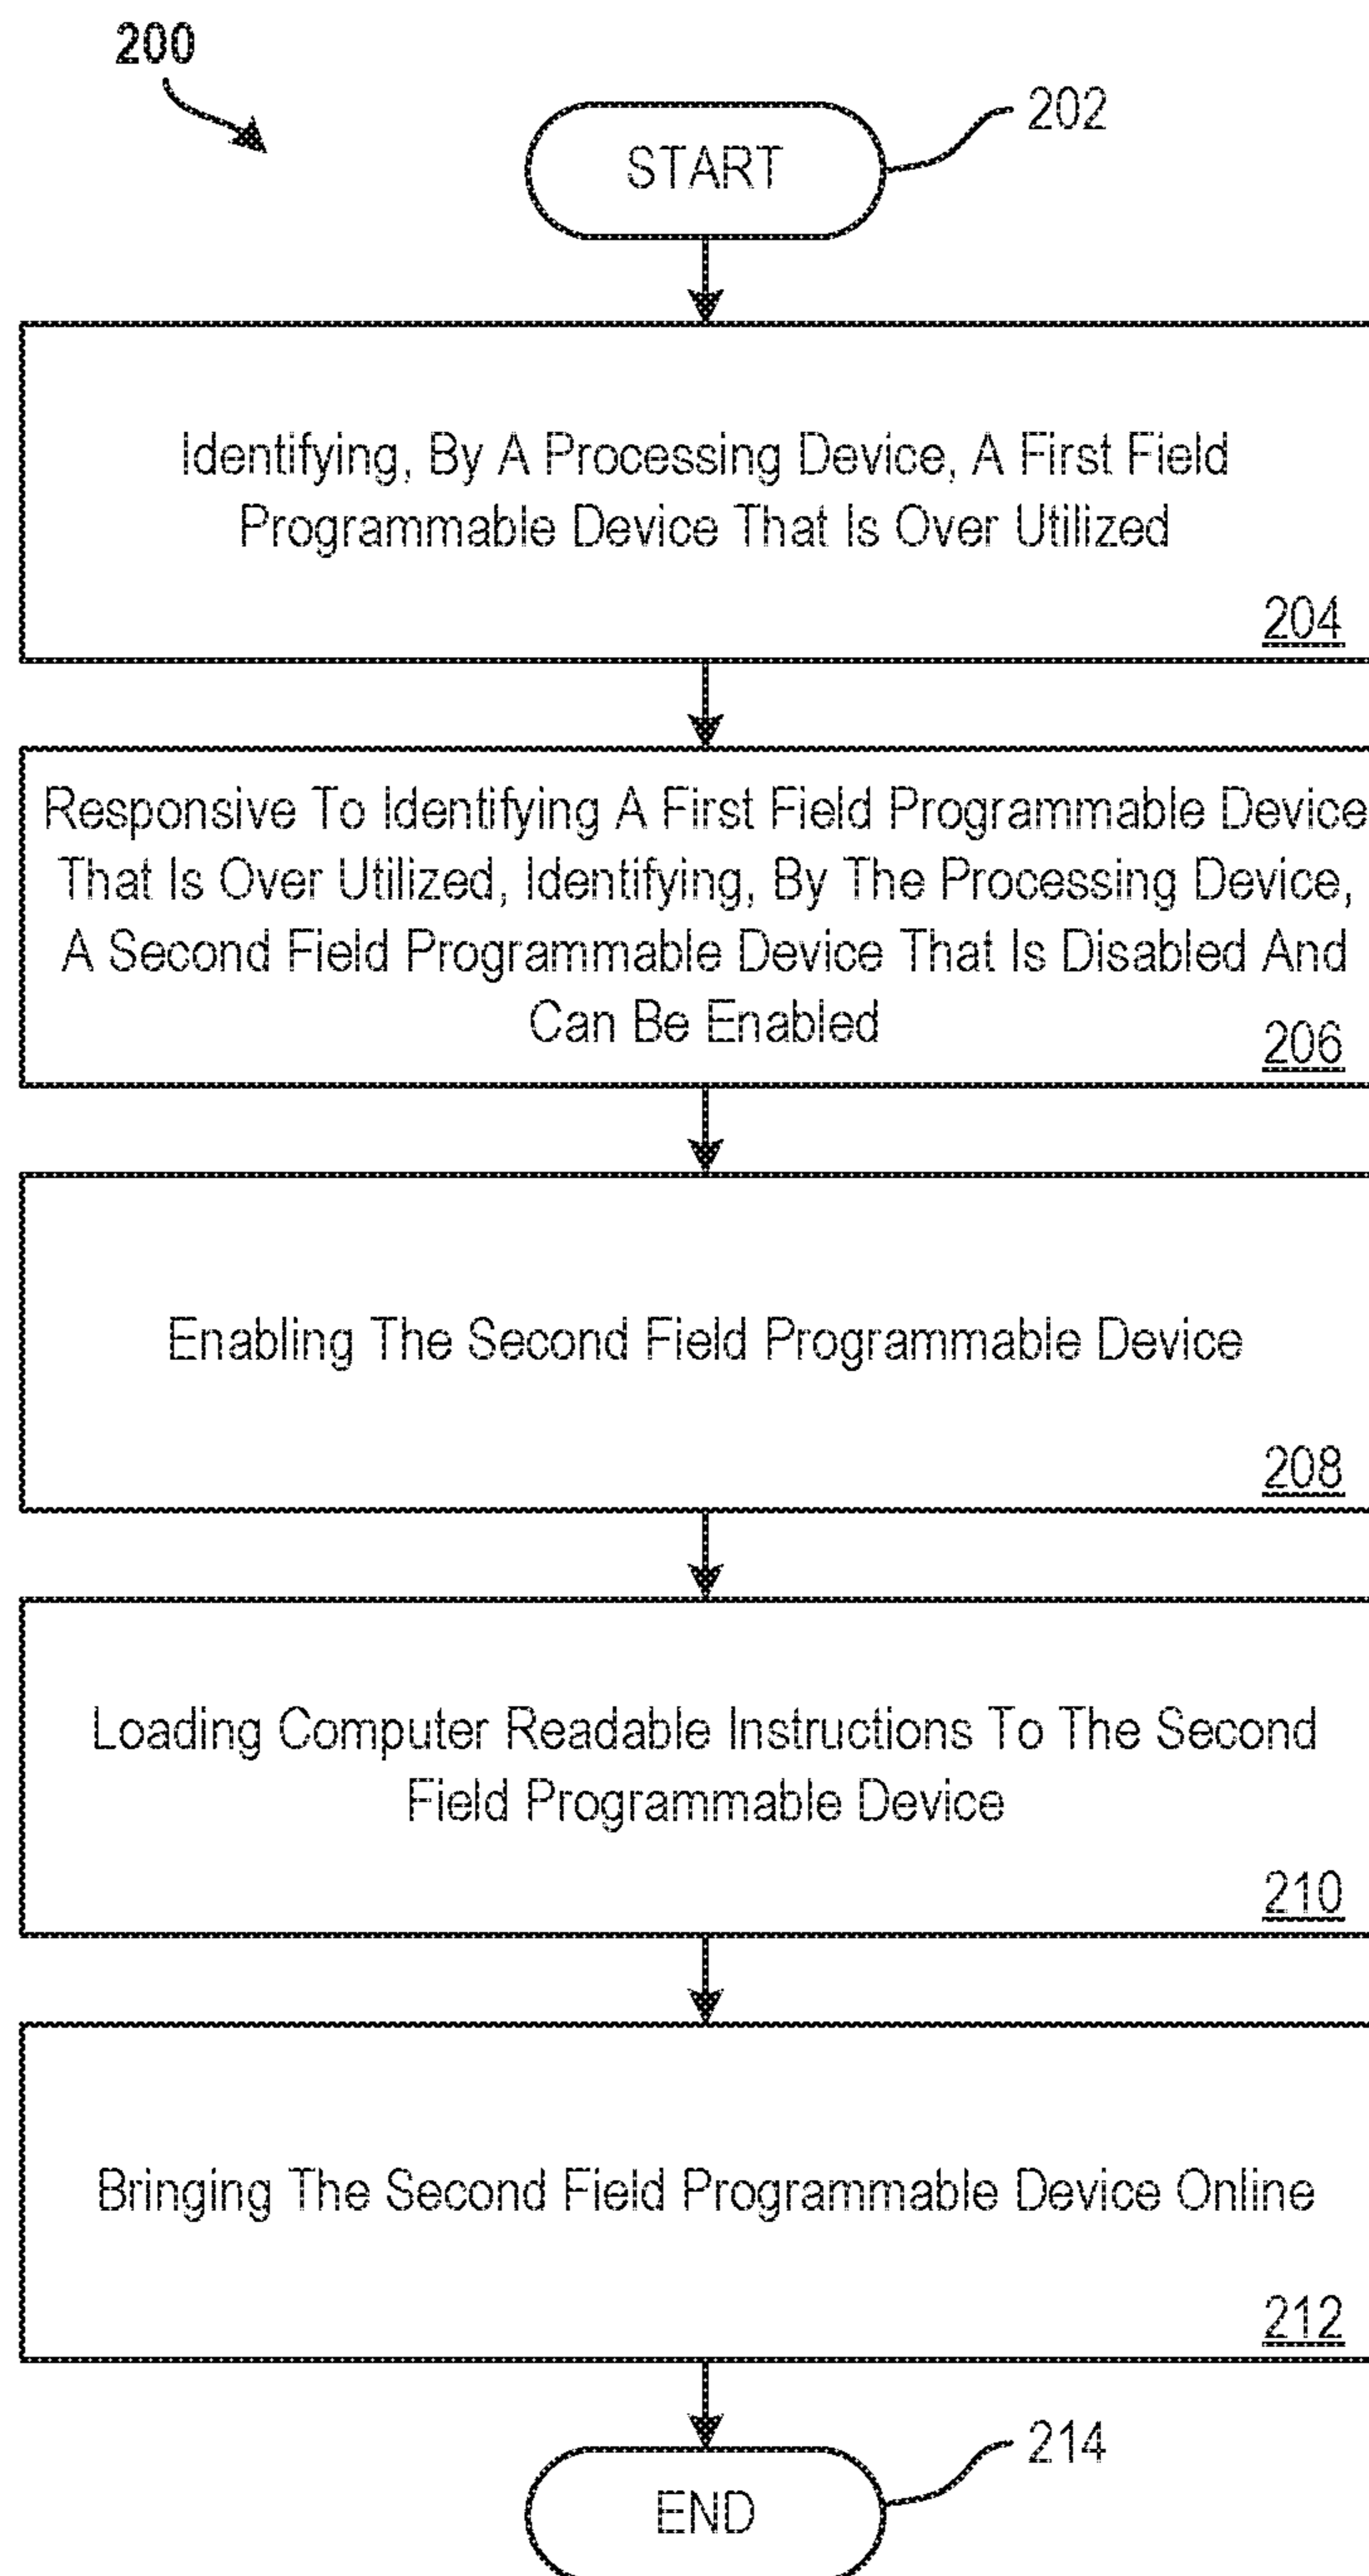 200
202
START
Identifying, By A Processing Device, A First Field
Programmable Device That Is Over Utilized
204
Responsive To Identifying A First Field Programmable Device
That Is Over Utilized, Identifying, By The Processing Device,
A Second Field Programmable Device That Is Disabled And
Can Be Enabled
206
Enabling The Second Field Programmable Device
208
Loading Computer Readable Instructions To The Second
Field Programmable Device
210
Bringing The Second Field Programmable Device Online
212
214
END